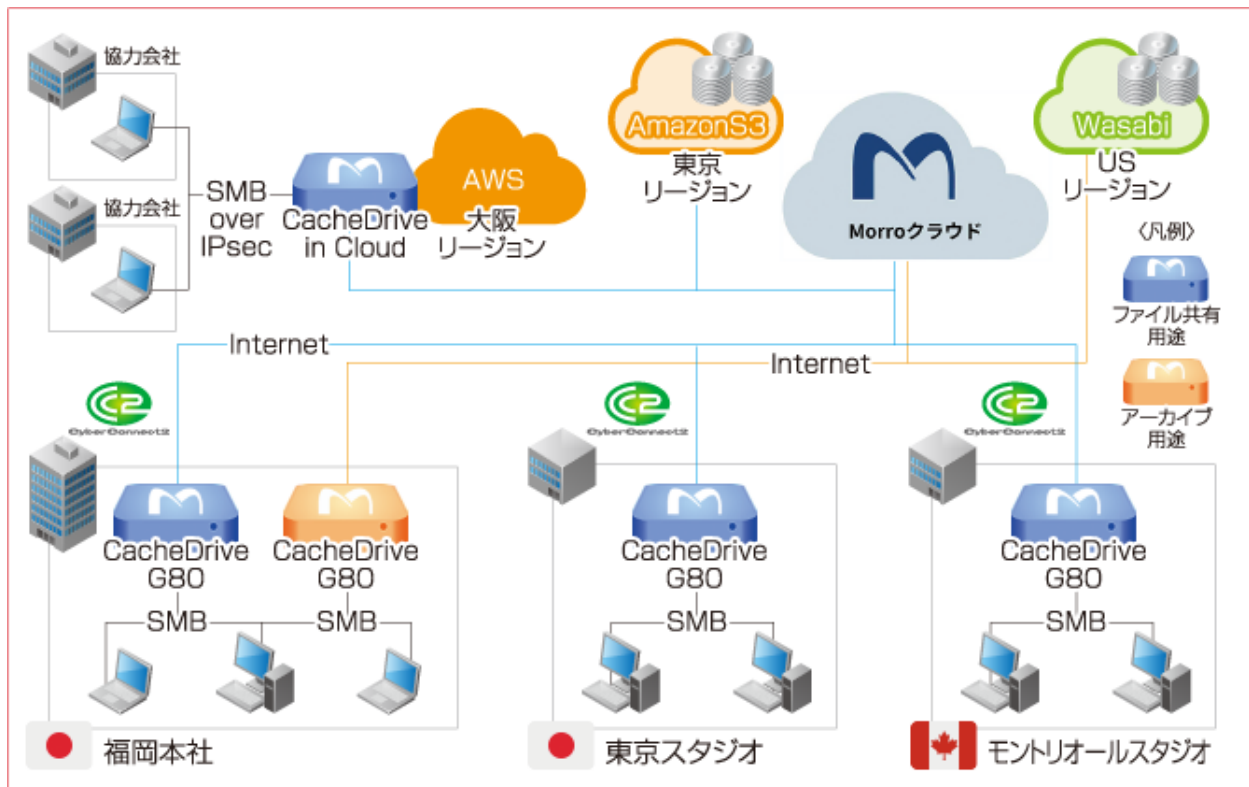 協力会社
協力会社
SMB
over
IPsec
CacheDrive
in Cloud
AWS
大阪
リージョン
AmazonS3
東京
リージョン
Morroクラウド
Wasabi
US
リージョン
〈凡例〉
ファイル共有
用途
アーカイブ
用途
Internet
Internet
CyberConnect2
CyberConnect2
CyberConnect2
CacheDrive
G80
CacheDrive
G80
CacheDrive
G80
CacheDrive
G80
SMB
SMB
SMB
SMB
福岡本社
東京スタジオ
モントリオールスタジオ